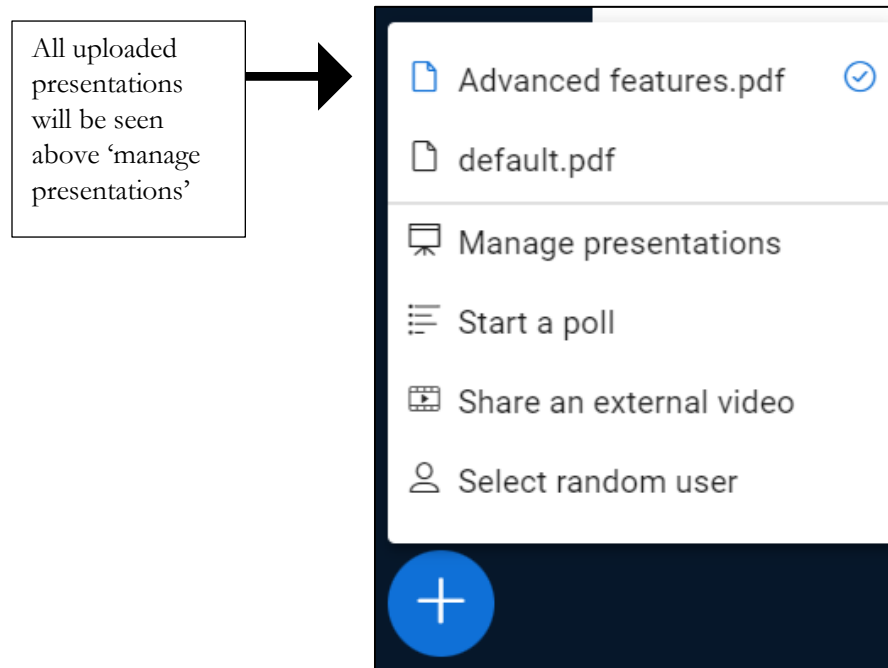 All uploaded
presentations
will be seen
above ‘manage
presentations’
Advanced features.pdf
default.pdf
Manage presentations
Start a poll
Share an external video
Select random user